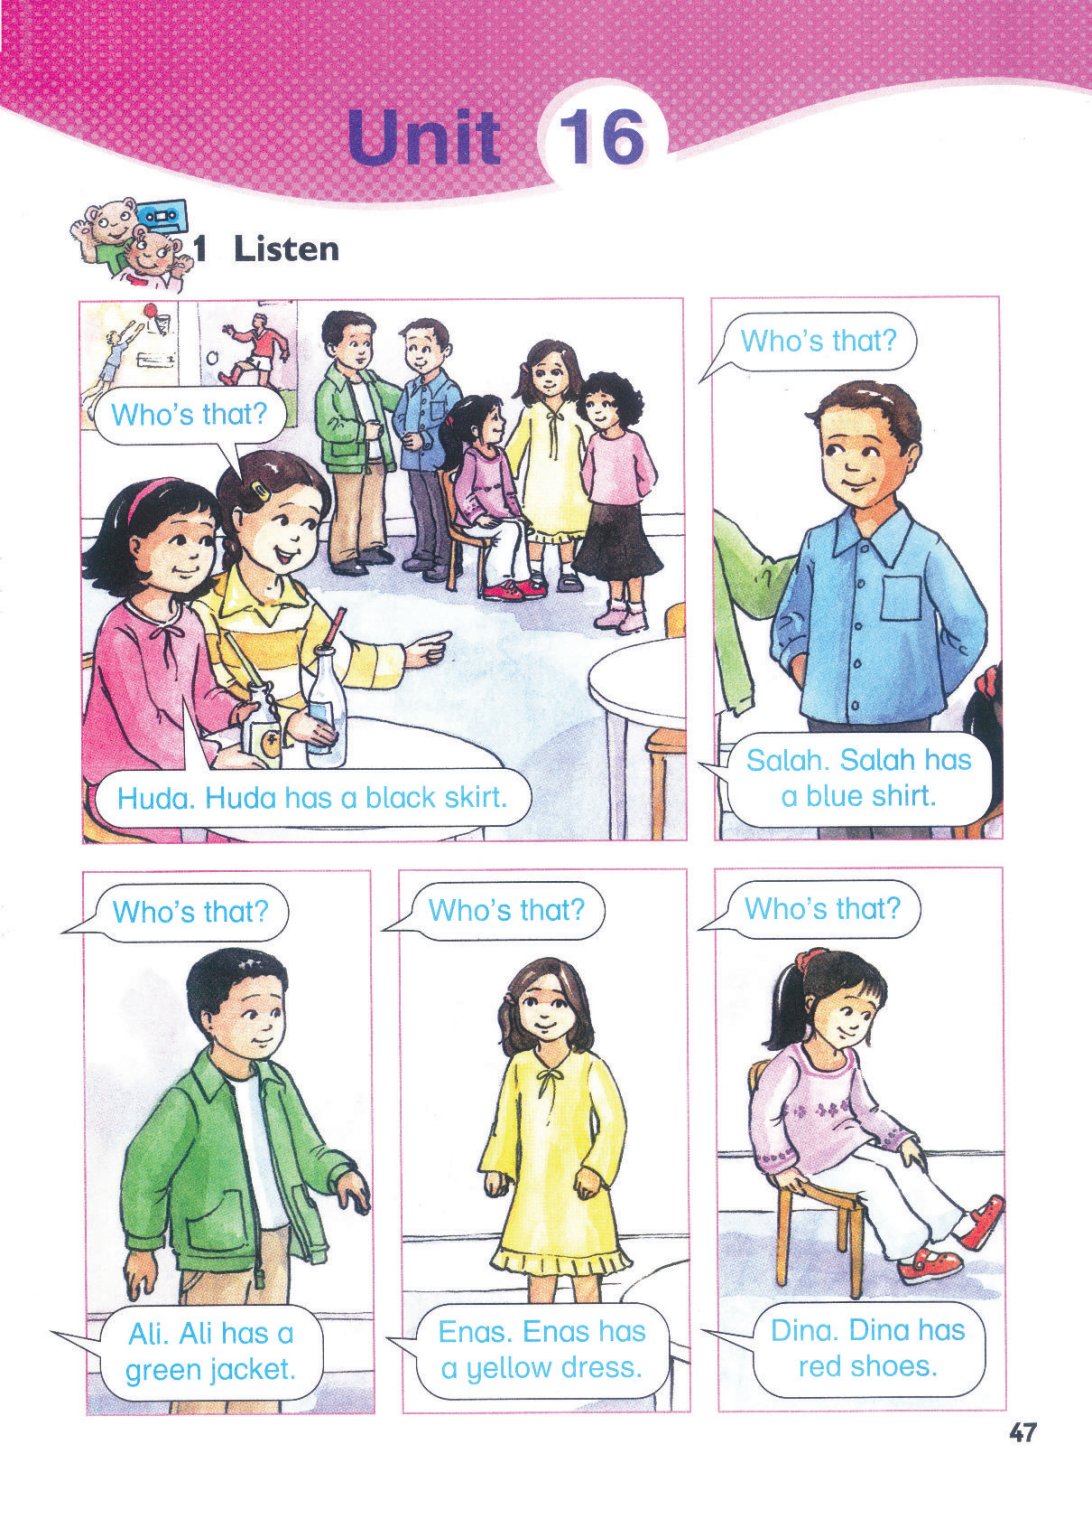 Unit 16
1 Listen
Who's that?
Huda. Huda has a black skirt.
Who's that?
Salah. Salah has
a blue shirt.
Who's that?
Ali. Ali has a
green jacket.
Who's that?
Enas. Enas has
a yellow dress.
Who's that?
Dina. Dina has
red shoes.
47